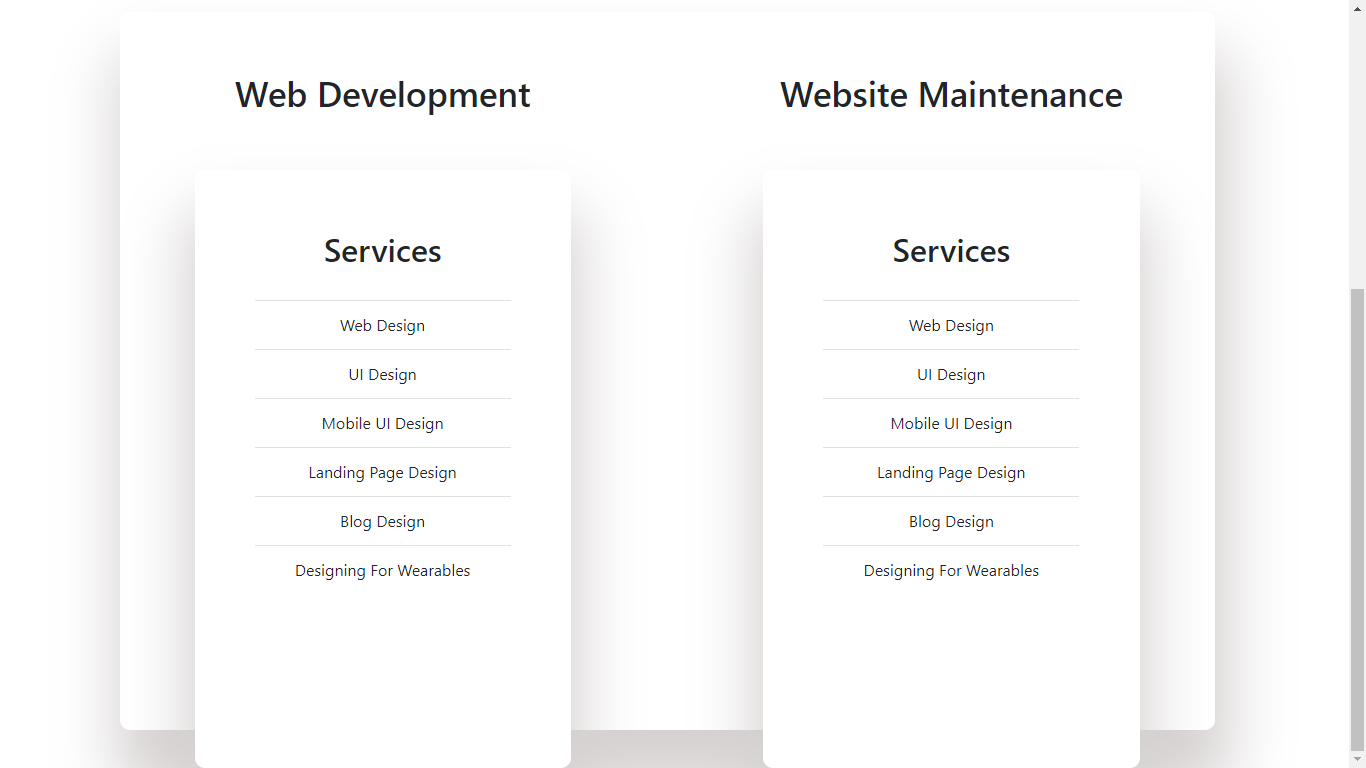 Web Development
Services
Web Design
UI Design
Mobile UI Design
Landing Page Design
Blog Design
Designing For Wearables
Website Maintenance
Services
Web Design
UI Design
Mobile UI Design
Landing Page Design
Blog Design
Designing For Wearables